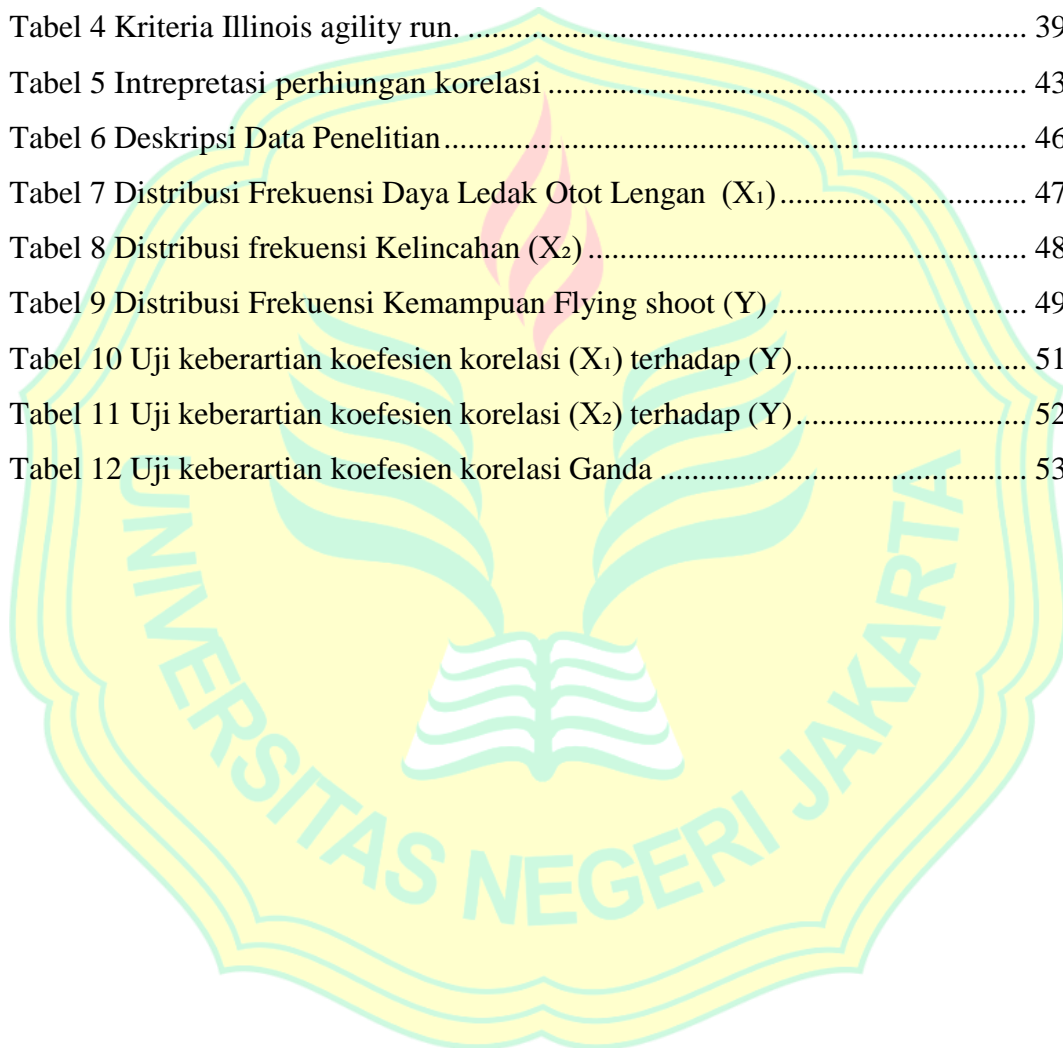 Tabel 4 Kriteria Illinois agility run. ........................................................................ 39
Tabel 5 Intrepretasi perhiungan korelasi .............................................................. 43
Tabel 6 Deskripsi Data Penelitian........................................................................... 46
Tabel 7 Distribusi Frekuensi Daya Ledak Otot Lengan (X₁) ................................ 47
Tabel 8 Distribusi frekuensi Kelincahan (X₂) ........................................................ 48
Tabel 9 Distribusi Frekuensi Kemampuan Flying shoot (Y) ................................. 49
Tabel 10 Uji keberartian koefesien korelasi (X₁) terhadap (Y).............................. 51
Tabel 11 Uji keberartian koefesien korelasi (X₂) terhadap (Y).............................. 52
Tabel 12 Uji keberartian koefesien korelasi Ganda ............................................... 53
UNIVERSITAS NEGERI JAKARTA